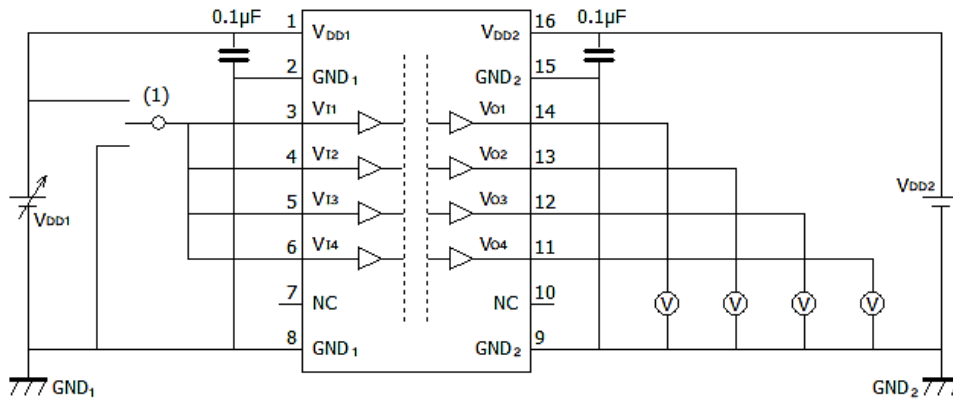 0.1µF 1 16 0.1µF
VDD1 VDD2
2 15
GND1 GND2
(1) 3 VI1 VO1 14
4 VI2 VO2 13
VDD1 5 VI3 VO3 12 VDD2
6 VI4 VO4 11
7 NC NC 10
V V V V
8 GND1 GND2 9
GND1 GND2